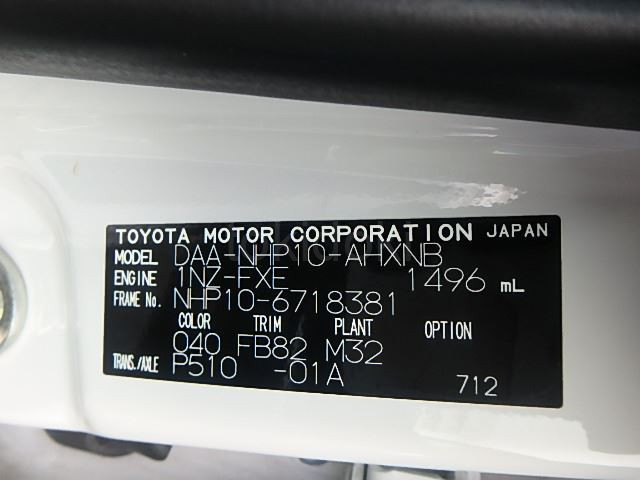 TOYOTA MOTOR CORPORATION JAPAN
MODEL DAA-NHP10-AHXNB
ENGINE 1NZ-FXE 1496 mL
FRAME No. NHP10-6718381
COLOR TRIM PLANT OPTION
040 FB82 M32
TRANS./AXLE P510 -01A
712